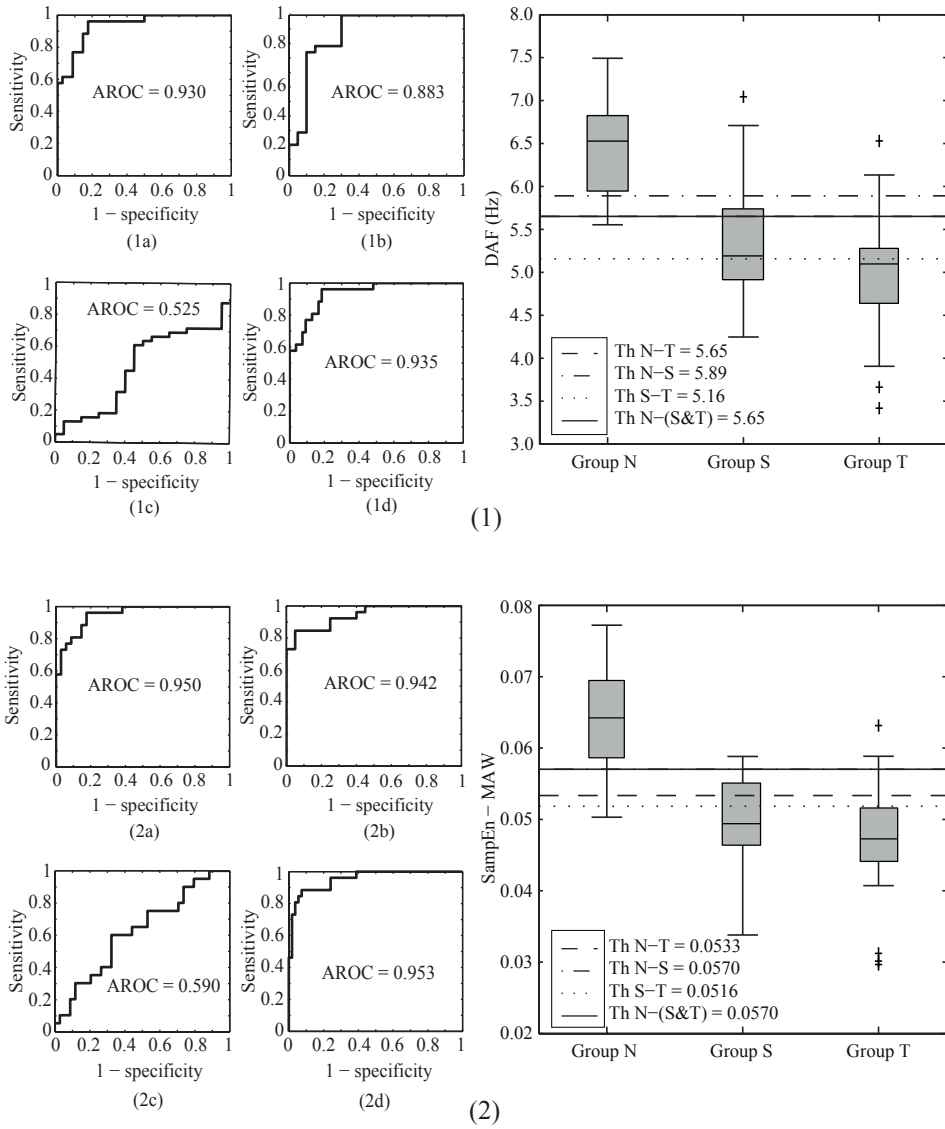 Sensitivity
1
0.8
0.6
0.4
0.2
0
AROC = 0.930
0 0.2 0.4 0.6 0.8 1
1 − specificity
(1a)
Sensitivity
1
0.8
0.6
0.4
0.2
0
AROC = 0.883
0 0.2 0.4 0.6 0.8 1
1 − specificity
(1b)
Sensitivity
1
0.8
0.6
0.4
0.2
0
AROC = 0.525
0 0.2 0.4 0.6 0.8 1
1 − specificity
(1c)
Sensitivity
1
0.8
0.6
0.4
0.2
0
AROC = 0.935
0 0.2 0.4 0.6 0.8 1
1 − specificity
(1d)
DAF (Hz)
8.0
7.5
7.0
6.5
6.0
5.5
5.0
4.5
4.0
3.5
3.0
Th N−T = 5.65
Th N−S = 5.89
Th S−T = 5.16
Th N−(S&T) = 5.65
Group N Group S Group T
(1)
Sensitivity
1
0.8
0.6
0.4
0.2
0
AROC = 0.950
0 0.2 0.4 0.6 0.8 1
1 − specificity
(2a)
Sensitivity
1
0.8
0.6
0.4
0.2
0
AROC = 0.942
0 0.2 0.4 0.6 0.8 1
1 − specificity
(2b)
Sensitivity
1
0.8
0.6
0.4
0.2
0
AROC = 0.590
0 0.2 0.4 0.6 0.8 1
1 − specificity
(2c)
Sensitivity
1
0.8
0.6
0.4
0.2
0
AROC = 0.953
0 0.2 0.4 0.6 0.8 1
1 − specificity
(2d)
SampEn − MAW
0.08
0.07
0.06
0.05
0.04
0.03
0.02
Th N−T = 0.0533
Th N−S = 0.0570
Th S−T = 0.0516
Th N−(S&T) = 0.0570
Group N Group S Group T
(2)